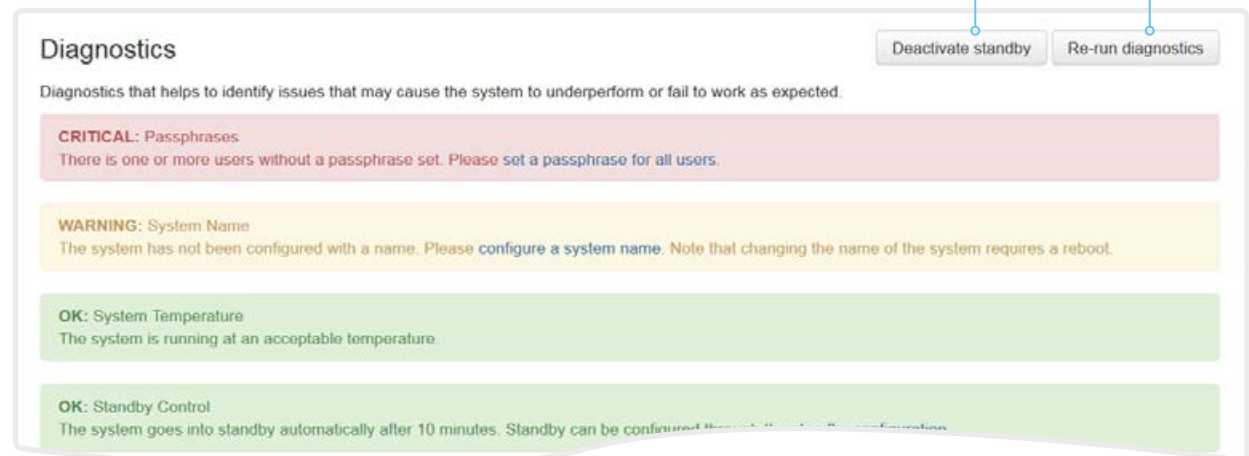 Diagnostics
Deactivate standby
Re-run diagnostics
Diagnostics that helps to identify issues that may cause the system to underperform or fail to work as expected.
CRITICAL: Passphrases
There is one or more users without a passphrase set. Please set a passphrase for all users.
WARNING: System Name
The system has not been configured with a name. Please configure a system name. Note that changing the name of the system requires a reboot.
OK: System Temperature
The system is running at an acceptable temperature.
OK: Standby Control
The system goes into standby automatically after 10 minutes. Standby can be configured